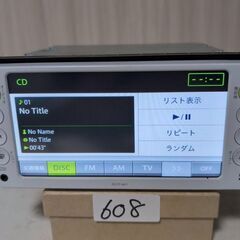 CD
--:--
♪ 01
No Title
リスト表示
▶/❚❚
No Name
No Title
リピート
▶00'43"
ランダム
DISC
FM
AM
TV
OFF
608